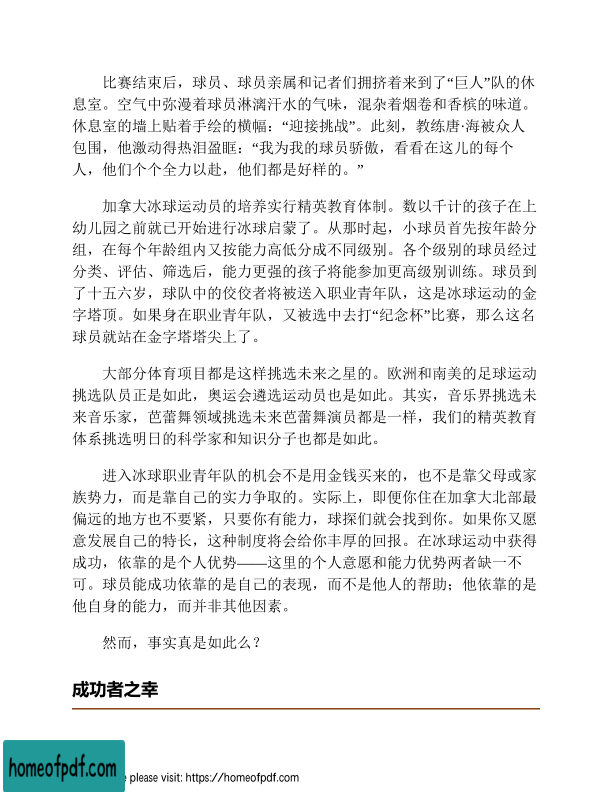 比赛结束后，球员、球员亲属和记者们拥挤着来到了“巨人”队的休
息室。空气中弥漫着球员淋漓汗水的气味，混杂着烟卷和香槟的味道。
休息室的墙上贴着手绘的横幅：“迎接挑战”。此刻，教练唐·海被众人
包围，他激动得热泪盈眶：“我为我的球员骄傲，看看在这儿的每个
人，他们个个全力以赴，他们都是好样的。”
加拿大冰球运动员的培养实行精英教育体制。数以千计的孩子在上
幼儿园之前就已开始进行冰球启蒙了。从那时起，小球员首先按年龄分
组，在每个年龄组内又按能力高低分成不同级别。各个级别的球员经过
分类、评估、筛选后，能力更强的孩子将能参加更高级别训练。球员到
了十五六岁，球队中的佼佼者将被送入职业青年队，这是冰球运动的金
字塔顶。如果身在职业青年队，又被选中去打“纪念杯”比赛，那么这名
球员就站在金字塔塔尖上了。
大部分体育项目都是这样挑选未来之星的。欧洲和南美的足球运动
挑选队员正是如此，奥运会遴选运动员也是如此。其实，音乐界挑选未
来音乐家，芭蕾舞领域挑选未来芭蕾舞演员都是一样，我们的精英教育
体系挑选明日的科学家和知识分子也都是如此。
进入冰球职业青年队的机会不是用金钱买来的，也不是靠父母或家
族势力，而是靠自己的实力争取的。实际上，即便你住在加拿大北部最
偏远的地方也不要紧，只要你有能力，球探们就会找到你。如果你又愿
意发展自己的特长，这种制度将会给你丰厚的回报。在冰球运动中获得
成功，依靠的是个人优势——这里的个人意愿和能力优势两者缺一不
可。球员能成功依靠的是自己的表现，而不是他人的帮助；他依靠的是
他自身的能力，而并非其他因素。
然而，事实真是如此么？
成功者之幸
homeofpdf.com
e please visit: https://homeofpdf.com